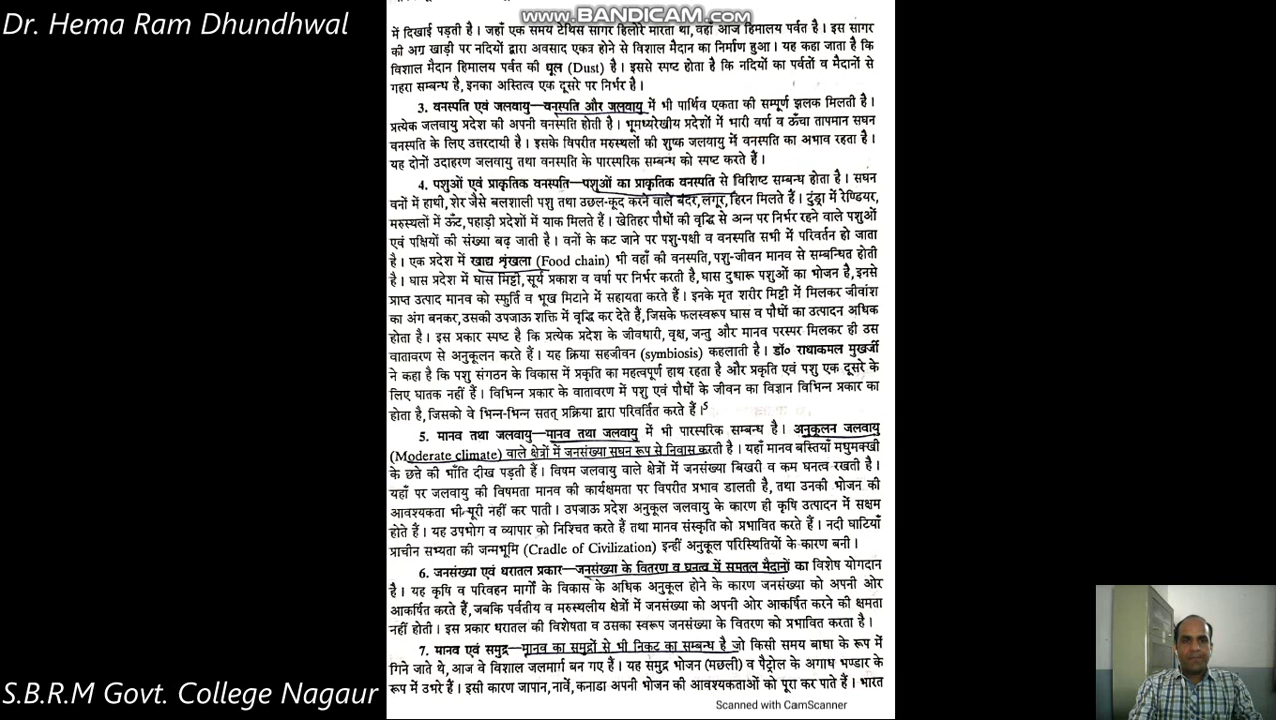 Dr. Hema Ram Dhundhwal
www.BANDICAM.com
में दिखाई पड़ती है। जहाँ एक समय टेथिस सागर हिलोरें मारता था, वहाँ आज हिमालय पर्वत है। इस सागर
की अग्र खाड़ी पर नदियों द्वारा अवसाद एकत्र होने से विशाल मैदान का निर्माण हुआ। यह कहा जाता है कि
विशाल मैदान हिमालय पर्वत की धूल (Dust) है। इससे स्पष्ट होता है कि नदियों का पर्वतों व मैदानों से
गहरा सम्बन्ध है, इनका अस्तित्व एक दूसरे पर निर्भर है।
3. वनस्पति एवं जलवायु—वनस्पति और जलवायु में भी पार्थिव एकता की सम्पूर्ण झलक मिलती है।
प्रत्येक जलवायु प्रदेश की अपनी वनस्पति होती है। भूमध्यरेखीय प्रदेशों में भारी वर्षा व ऊँचा तापमान सघन
वनस्पति के लिए उत्तरदायी है। इसके विपरीत मरुस्थलों की शुष्क जलवायु में वनस्पति का अभाव रहता है।
यह दोनों उदाहरण जलवायु तथा वनस्पति के पारस्परिक सम्बन्ध को स्पष्ट करते हैं।
4. पशुओं एवं प्राकृतिक वनस्पति—पशुओं का प्राकृतिक वनस्पति से विशिष्ट सम्बन्ध होता है। सघन
वनों में हाथी, शेर जैसे बलशाली पशु तथा उछल-कूद करने वाले बंदर, लंगूर, हिरन मिलते हैं। टुंड्रा में रेण्डियर,
मरुस्थलों में ऊँट, पहाड़ी प्रदेशों में याक मिलते हैं। खेतिहर पौधों की वृद्धि से अन्न पर निर्भर रहने वाले पशुओं
एवं पक्षियों की संख्या बढ़ जाती है। वनों के कट जाने पर पशु-पक्षी व वनस्पति सभी में परिवर्तन हो जाता
है। एक प्रदेश में खाद्य शृंखला (Food chain) भी वहाँ की वनस्पति, पशु-जीवन मानव से सम्बन्धित होती
है। घास प्रदेश में घास मिट्टी, सूर्य प्रकाश व वर्षा पर निर्भर करती है, घास दुधारू पशुओं का भोजन है, इनसे
प्राप्त उत्पाद मानव को स्फुर्ति व भूख मिटाने में सहायता करते हैं। इनके मृत शरीर मिट्टी में मिलकर जीवांश
का अंग बनकर, उसकी उपजाऊ शक्ति में वृद्धि कर देते हैं, जिसके फलस्वरूप घास व पौधों का उत्पादन अधिक
होता है। इस प्रकार स्पष्ट है कि प्रत्येक प्रदेश के जीवधारी, वृक्ष, जन्तु और मानव परस्पर मिलकर ही उस
वातावरण से अनुकूलन करते हैं। यह क्रिया सहजीवन (symbiosis) कहलाती है। डॉ० राधाकमल मुखर्जी
ने कहा है कि पशु संगठन के विकास में प्रकृति का महत्वपूर्ण हाथ रहता है और प्रकृति एवं पशु एक दूसरे के
लिए घातक नहीं हैं। विभिन्न प्रकार के वातावरण में पशु एवं पौधों के जीवन का विज्ञान विभिन्न प्रकार का
होता है, जिसको वे भिन्न-भिन्न सतत् प्रक्रिया द्वारा परिवर्तित करते हैं।5
5. मानव तथा जलवायु—मानव तथा जलवायु में भी पारस्परिक सम्बन्ध है। अनुकूलन जलवायु
(Moderate climate) वाले क्षेत्रों में जनसंख्या सघन रूप से निवास करती है। यहाँ मानव बस्तियाँ मधुमक्खी
के छत्ते की भाँति दीख पड़ती हैं। विषम जलवायु वाले क्षेत्रों में जनसंख्या बिखरी व कम घनत्व रखती है।
यहाँ पर जलवायु की विषमता मानव की कार्यक्षमता पर विपरीत प्रभाव डालती है, तथा उनकी भोजन की
आवश्यकता भी पूरी नहीं कर पाती। उपजाऊ प्रदेश अनुकूल जलवायु के कारण ही कृषि उत्पादन में सक्षम
होते हैं। यह उपभोग व व्यापार को निश्चित करते हैं तथा मानव संस्कृति को प्रभावित करते हैं। नदी घाटियाँ
प्राचीन सभ्यता की जन्मभूमि (Cradle of Civilization) इन्हीं अनुकूल परिस्थितियों के कारण बनी।
6. जनसंख्या एवं धरातल प्रकार—जनसंख्या के वितरण व घनत्व में समतल मैदानों का विशेष योगदान
है। यह कृषि व परिवहन मार्गों के विकास के अधिक अनुकूल होने के कारण जनसंख्या को अपनी ओर
आकर्षित करते हैं, जबकि पर्वतीय व मरुस्थलीय क्षेत्रों में जनसंख्या को अपनी ओर आकर्षित करने की क्षमता
नहीं होती। इस प्रकार धरातल की विशेषता व उसका स्वरूप जनसंख्या के वितरण को प्रभावित करता है।
7. मानव एवं समुद्र—मानव का समुद्रों से भी निकट का सम्बन्ध है जो किसी समय बाधा के रूप में
गिने जाते थे, आज वे विशाल जलमार्ग बन गए हैं। यह समुद्र भोजन (मछली) व पैट्रोल के अगाध भण्डार के
रूप में उभरे हैं। इसी कारण जापान, नार्वे, कनाडा अपनी भोजन की आवश्यकताओं को पूरा कर पाते हैं। भारत
Scanned with CamScanner
S.B.R.M Govt. College Nagaur